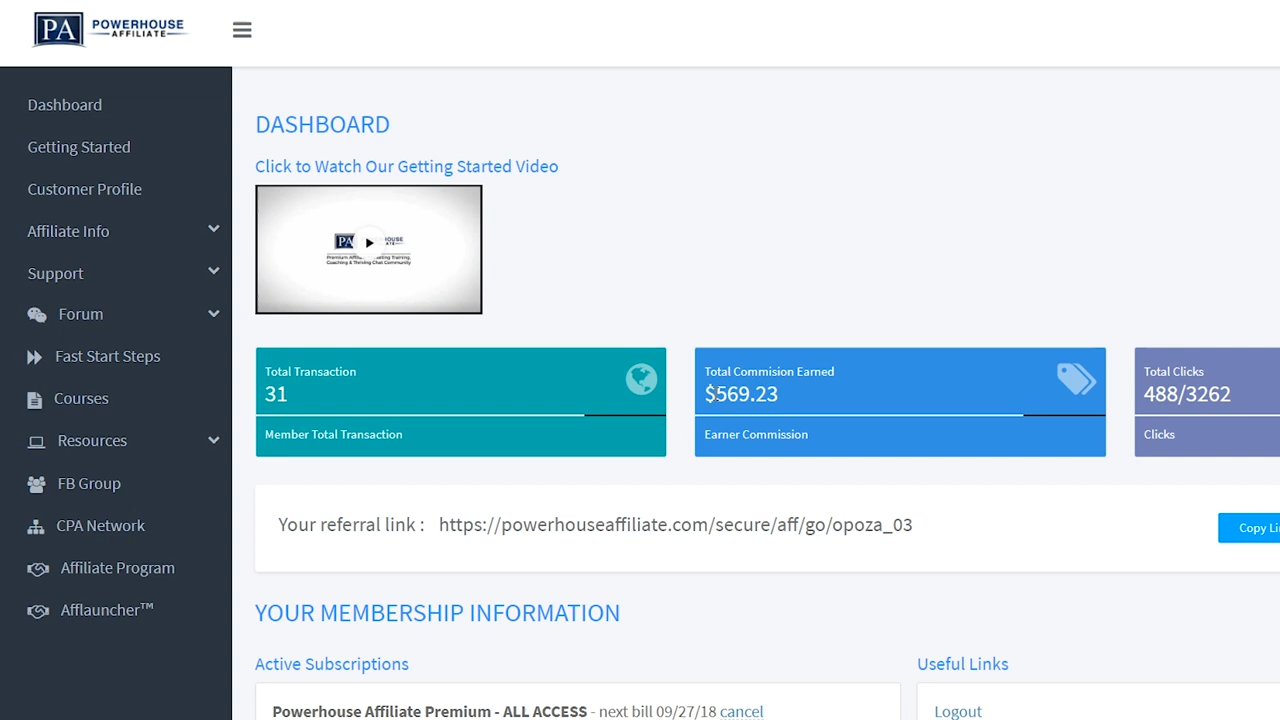 PA POWERHOUSE
AFFILIATE
Dashboard
Getting Started
Customer Profile
Affiliate Info
Support
Forum
Fast Start Steps
Courses
Resources
FB Group
CPA Network
Affiliate Program
Afflauncher™
DASHBOARD
Click to Watch Our Getting Started Video
PA
Total Transaction
31
Member Total Transaction
Total Commision Earned
$569.23
Earner Commission
Total Clicks
488/3262
Clicks
Your referral link : https://powerhouseaffiliate.com/secure/aff/go/opoza_03
Copy Li
YOUR MEMBERSHIP INFORMATION
Active Subscriptions
Powerhouse Affiliate Premium - ALL ACCESS - next bill 09/27/18 cancel
Useful Links
Logout